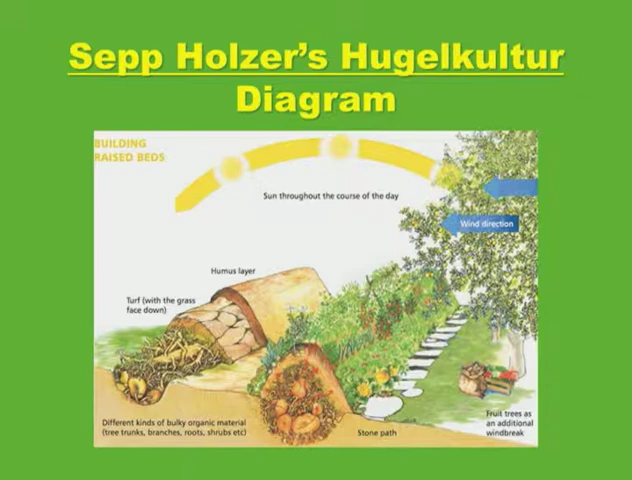 Sepp Holzer's Hugelkultur
Diagram
BUILDING
RAISED BEDS
Sun throughout the course of the day
Wind direction
Humus layer
Turf (with the grass
face down)
Different kinds of bulky organic material
(tree trunks, branches, roots, shrubs etc)
Stone path
Fruit trees as
an additional
windbreak